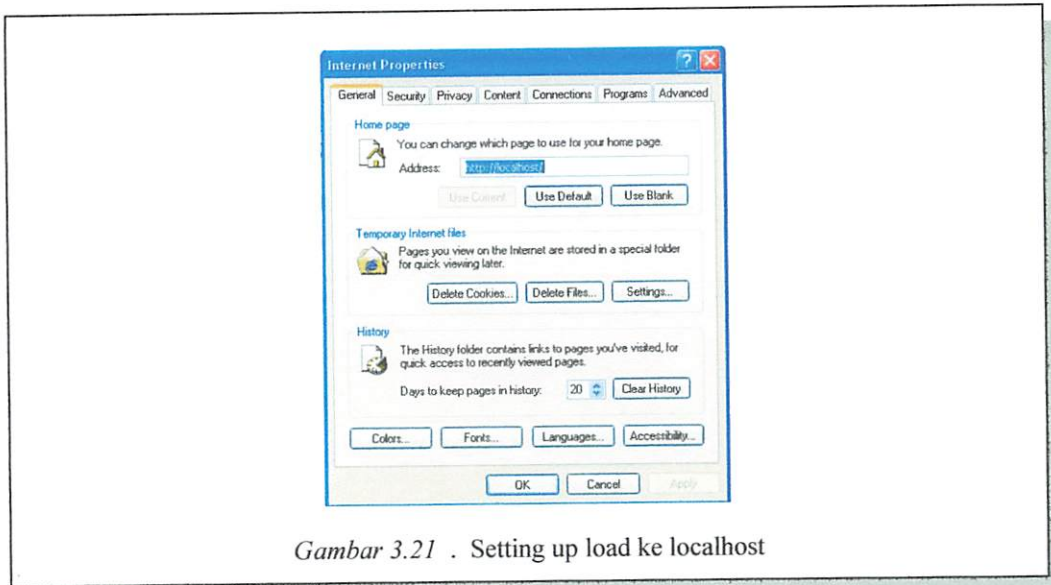 Internet Properties
General Security Privacy Content Connections Programs Advanced
Home page
You can change which page to use for your home page.
Address: http://localhost/
Use Current Use Default Use Blank
Temporary Internet files
Pages you view on the Internet are stored in a special folder
for quick viewing later.
Delete Cookies... Delete Files... Settings...
History
The History folder contains links to pages you've visited, for
quick access to recently viewed pages.
Days to keep pages in history: 20 Clear History
Colors... Fonts... Languages... Accessibility...
OK Cancel Apply
Gambar 3.21 . Setting up load ke localhost